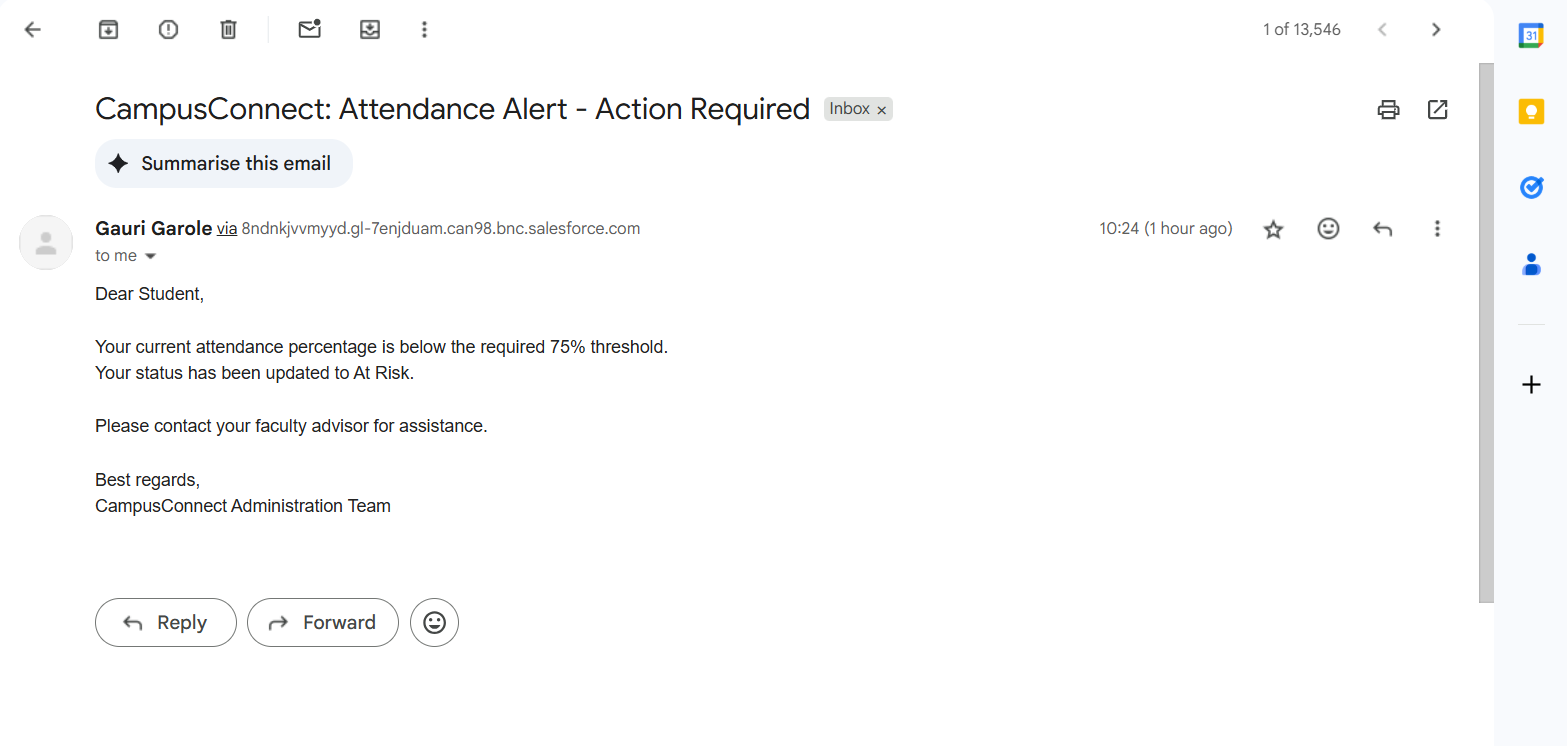 1 of 13,546
31
CampusConnect: Attendance Alert - Action Required Inbox x
Summarise this email
Gauri Garole via 8ndnkjvvmyyd.gl-7enjduam.can98.bnc.salesforce.com 10:24 (1 hour ago)
to me
Dear Student,
Your current attendance percentage is below the required 75% threshold.
Your status has been updated to At Risk.
Please contact your faculty advisor for assistance.
Best regards,
CampusConnect Administration Team
Reply Forward